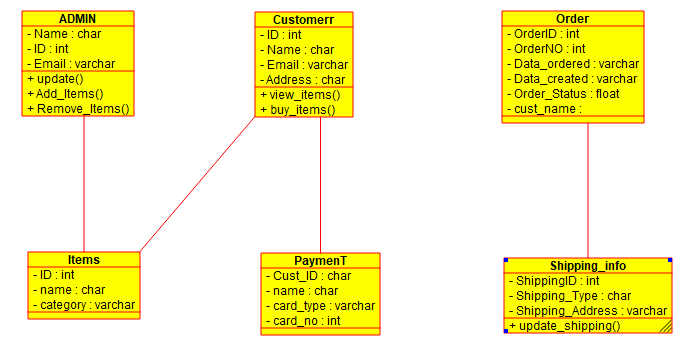 ADMIN
- Name : char
- ID : int
- Email : varchar
+ update()
+ Add_Items()
+ Remove_Items()
Customerr
- ID : int
- Name : char
- Email : varchar
- Address : char
+ view_items()
+ buy_items()
Order
- OrderID : int
- OrderNO : int
- Data_ordered : varchar
- Data_created : varchar
- Order_Status : float
- cust_name :
Items
- ID : int
- name : char
- category : varchar
PaymenT
- Cust_ID : char
- name : char
- card_type : varchar
- card_no : int
Shipping_info
- ShippingID : int
- Shipping_Type : char
- Shipping_Address : varchar
+ update_shipping()